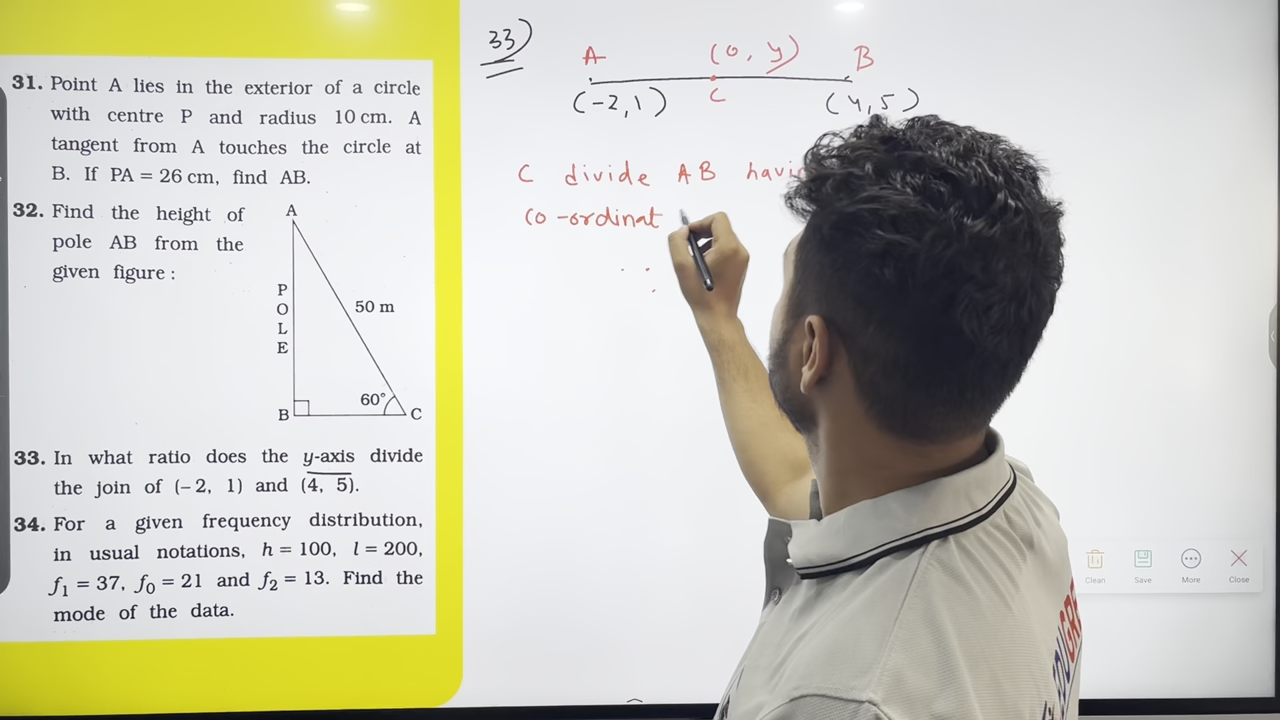 31. Point A lies in the exterior of a circle
with centre P and radius 10 cm. A
tangent from A touches the circle at
B. If PA = 26 cm, find AB.
32. Find the height of
pole AB from the
given figure :
A
P
O
L
E
50 m
60°
B
C
33. In what ratio does the y-axis divide
the join of (– 2, 1) and (4, 5).
34. For a given frequency distribution,
in usual notations, h = 100, l = 200,
f₁ = 37, f₀ = 21 and f₂ = 13. Find the
mode of the data.
33)
A (0, y) B
C
(-2, 1) (4, 5)
C divide AB
co-ordinat
∴
Clean Save More Close